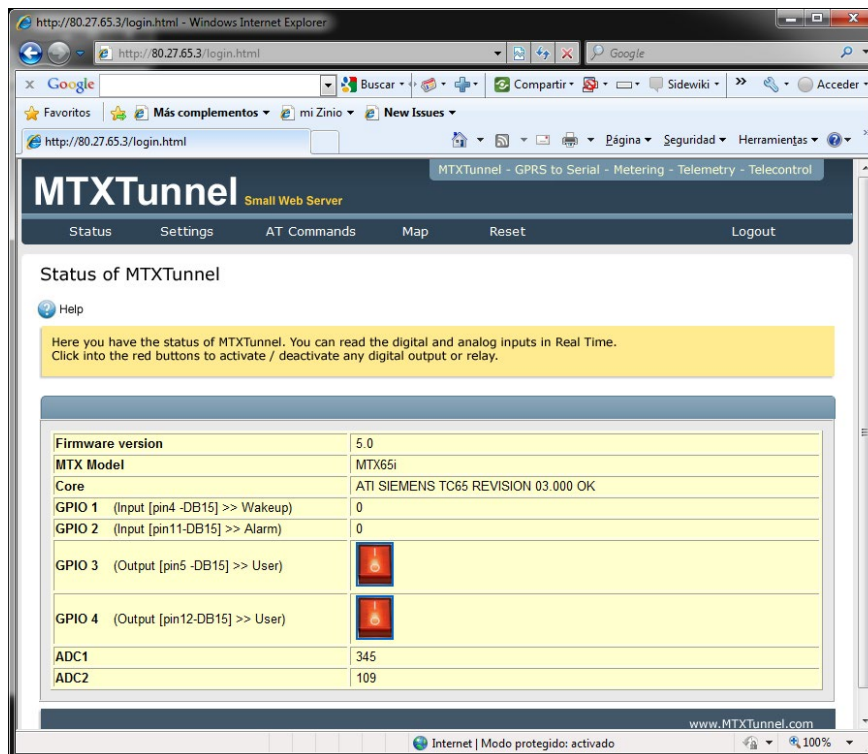 http://80.27.65.3/login.html - Windows Internet Explorer
http://80.27.65.3/login.html
Google
x Google Buscar Compartir Sidewiki Acceder
Favoritos Más complementos mi Zinio New Issues
http://80.27.65.3/login.html Página Seguridad Herramientas
MTXTunnel - GPRS to Serial - Metering - Telemetry - Telecontrol
MTXTunnel Small Web Server
Status Settings AT Commands Map Reset Logout
Status of MTXTunnel
Help
Here you have the status of MTXTunnel. You can read the digital and analog inputs in Real Time.
Click into the red buttons to activate / deactivate any digital output or relay.
Firmware version 5.0
MTX Model MTX65i
Core ATI SIEMENS TC65 REVISION 03.000 OK
GPIO 1 (Input [pin4 -DB15] >> Wakeup) 0
GPIO 2 (Input [pin11-DB15] >> Alarm) 0
GPIO 3 (Output [pin5 -DB15] >> User)
GPIO 4 (Output [pin12-DB15] >> User)
ADC1 345
ADC2 109
www.MTXTunnel.com
Internet | Modo protegido: activado 100%